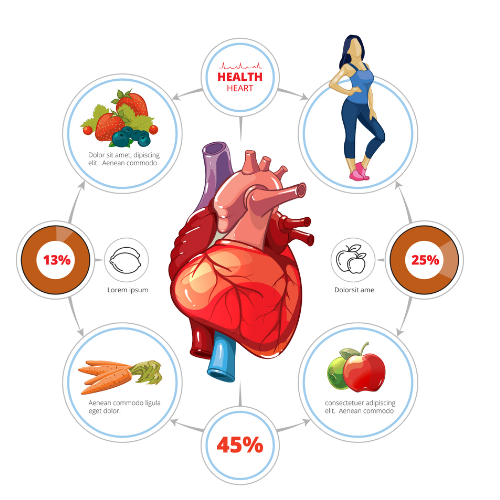 HEALTH
HEART
Dolor sit amet, dipiscing
elit. Aenean commodo
13%
Lorem ipsum
Dolorsit ame
25%
Aenean commodo ligula
eget dolor
consectetuer adipiscing
elit. Aenean commodo
45%